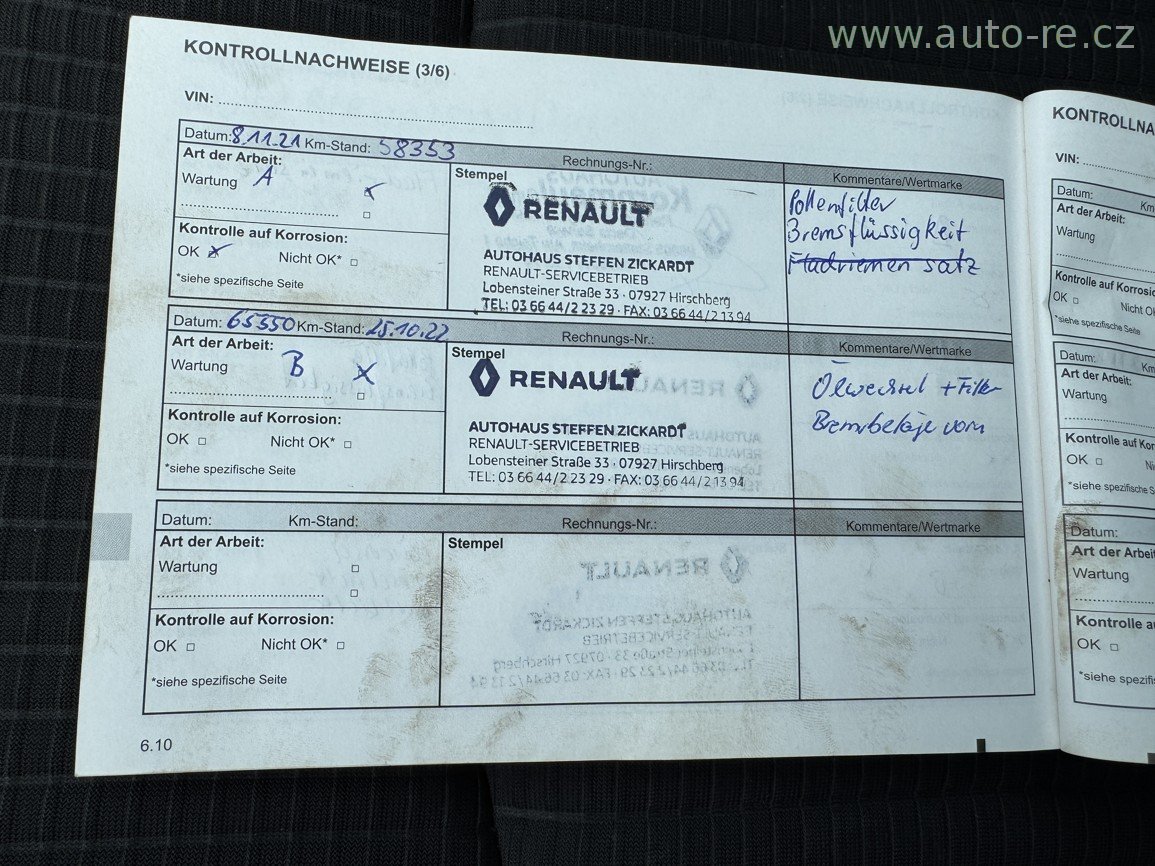 www.auto-re.cz
KONTROLLNACHWEISE (3/6)
VIN:
Datum: 8.11.21 Km-Stand: 58353 Rechnungs-Nr.: Kommentare/Wertmarke
Art der Arbeit:
Wartung A x
Kontrolle auf Korrosion:
OK x Nicht OK*
*siehe spezifische Seite
Stempel
RENAULT
AUTOHAUS STEFFEN ZICKARDT
RENAULT-SERVICEBETRIEB
Lobensteiner Straße 33 · 07927 Hirschberg
TEL: 03 66 44/2 23 29 · FAX: 03 66 44/2 13 94
Pollenfilter
Bremsflüssigkeit
satz
Datum: 65350 Km-Stand: 25.10.22 Rechnungs-Nr.: Kommentare/Wertmarke
Art der Arbeit:
Wartung B x
Kontrolle auf Korrosion:
OK Nicht OK*
*siehe spezifische Seite
Stempel
RENAULT
AUTOHAUS STEFFEN ZICKARDT
RENAULT-SERVICEBETRIEB
Lobensteiner Straße 33 · 07927 Hirschberg
TEL: 03 66 44/2 23 29 · FAX: 03 66 44/2 13 94
Ölwechsel + Filter
Bremsbeläge vorn
Datum: Km-Stand: Rechnungs-Nr.: Kommentare/Wertmarke
Art der Arbeit:
Wartung
Kontrolle auf Korrosion:
OK Nicht OK*
*siehe spezifische Seite
Stempel
6.10
KONTROLLNA
VIN:
Datum: Km
Art der Arbeit:
Wartung
Kontrolle auf Korrosio
OK Nicht OK
*siehe spezifische Seite
Datum: Km
Art der Arbeit:
Wartung
Kontrolle auf Kor
OK Ni
*siehe spezifische S
Datum:
Art der Arbei
Wartung
Kontrolle a
OK
*siehe spezifi